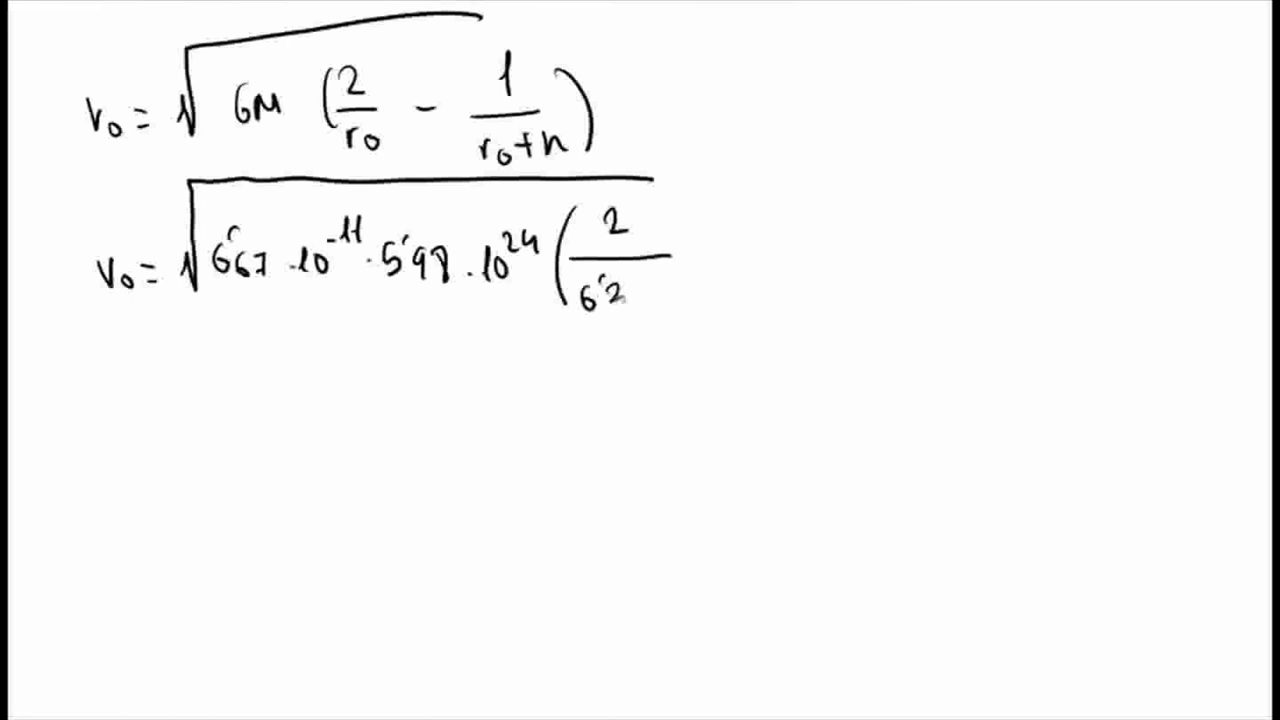 v₀ = √ GM (2/r₀ - 1/(r₀+h))
v₀ = √ 6'67 · 10⁻¹¹ · 5'98 · 10²⁴ (2/6'2